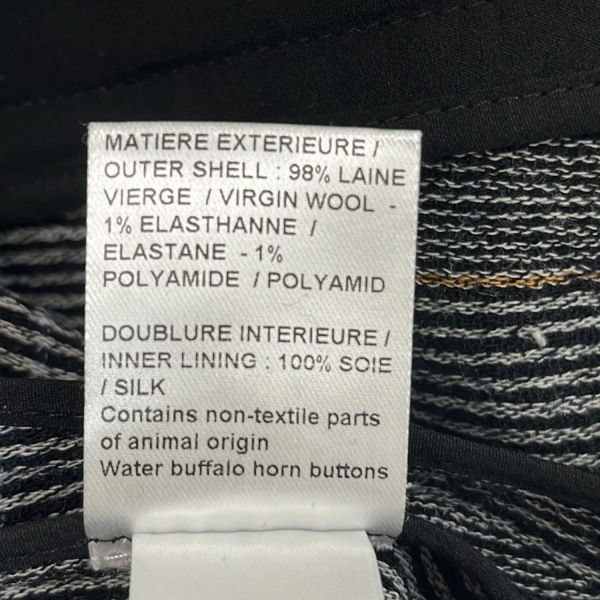 MATIERE EXTERIEURE /
OUTER SHELL : 98% LAINE
VIERGE / VIRGIN WOOL -
1% ELASTHANNE /
ELASTANE - 1%
POLYAMIDE / POLYAMID
DOUBLURE INTERIEURE /
INNER LINING : 100% SOIE
/ SILK
Contains non-textile parts
of animal origin
Water buffalo horn buttons